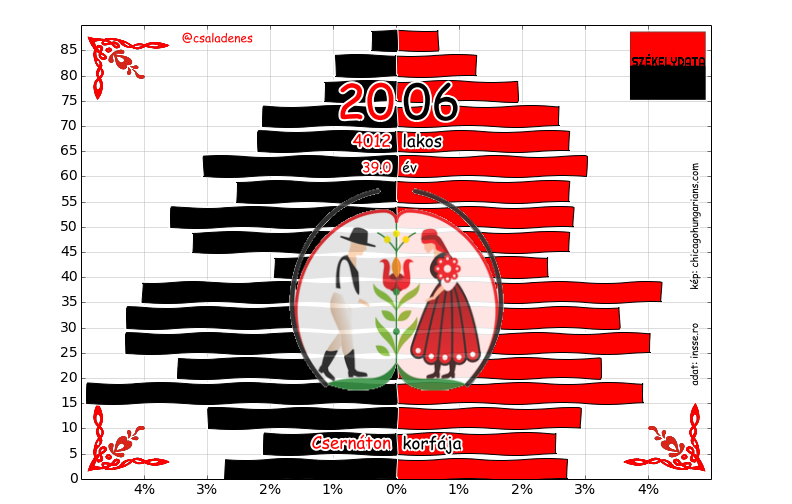 @csaladenes
SZÉKELYDATA
2006
4012 lakos
39.0 év
kép: chicagohungarians.com
adat: insse.ro
Csernáton korfája
85
80
75
70
65
60
55
50
45
40
35
30
25
20
15
10
5
0
4% 3% 2% 1% 0% 1% 2% 3% 4%